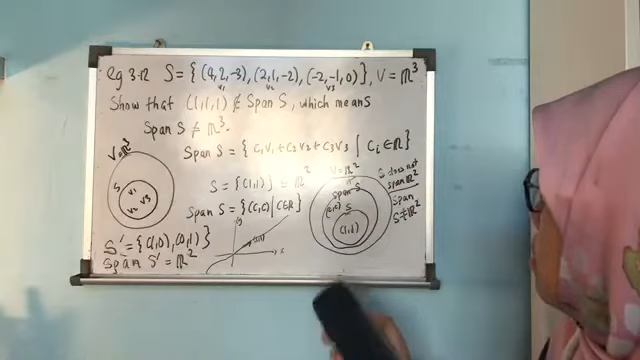 eg 3.12 S = { (4, 2, -3), (2, 1, -2), (-2, -1, 0) }, V = ℝ³
v₁ v₂ v₃
Show that (1,1,1) ∉ Span S, which means
Span S ≠ ℝ³.
Span S = { c₁v₁ + c₂v₂ + c₃v₃ | cᵢ ∈ ℝ }
V = ℝ³
S
v₁
v₂ v₃
S = { (1,1) } ℝ²
Span S = { (c,c) | c ∈ ℝ }
y
x
V = ℝ²
span S
(c,c) S
(1,1)
S does not
span ℝ²
Span
S ≠ ℝ²
S' = { (1,0), (0,1) }
Span S' = ℝ²